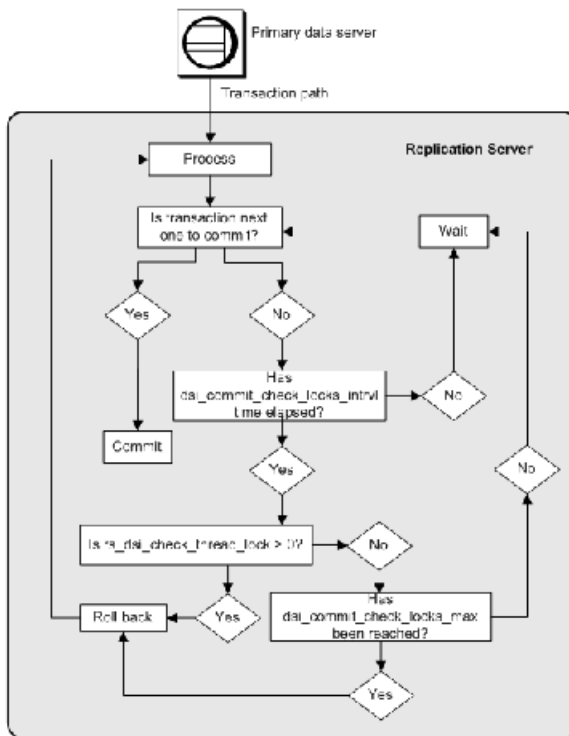 Primary data server
Transaction path
Replication Server
Process
Is transaction next
one to commit?
Wait
Yes
No
Has
dsi_commit_check_locks_intrvl
time elapsed?
No
Commit
Yes
No
Is rs_dsi_check_thread_lock > 0?
No
Roll back
Yes
Has
dsi_commit_check_locks_max
been reached?
Yes